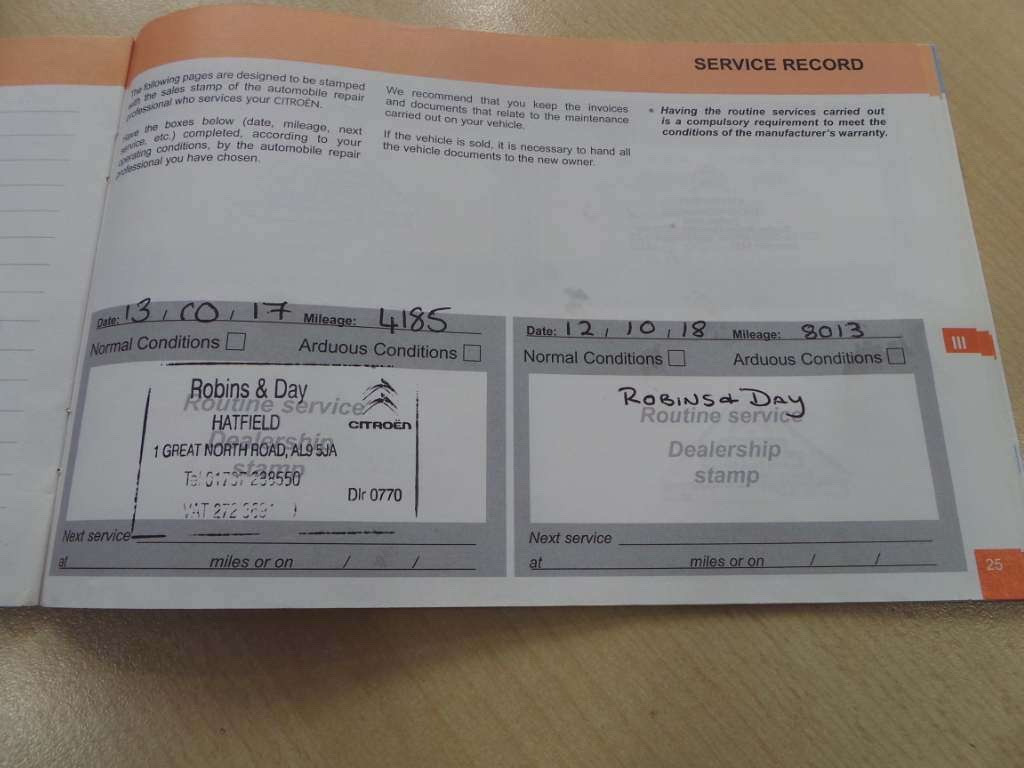 SERVICE RECORD
The following pages are designed to be stamped
with the sales stamp of the automobile repair
professional who services your CITROËN.
Have the boxes below (date, mileage, next
service, etc.) completed, according to your
operating conditions, by the automobile repair
professional you have chosen.
We recommend that you keep the invoices
and documents that relate to the maintenance
carried out on your vehicle.
If the vehicle is sold, it is necessary to hand all
the vehicle documents to the new owner.
* Having the routine services carried out
is a compulsory requirement to meet the
conditions of the manufacturer's warranty.
Date: 13 / 10 / 17 Mileage: 4185
Normal Conditions Arduous Conditions
Robins & Day
Routine service
HATFIELD
CITROËN
Dealership
1 GREAT NORTH ROAD, AL9 5JA
stamp
Tel 01707 239550
Dlr 0770
VAT 272
Next service
at miles or on / /
Date: 12 / 10 / 18 Mileage: 8013
Normal Conditions Arduous Conditions
ROBINS & DAY
Routine service
Dealership
stamp
Next service
at miles or on / /
III
25